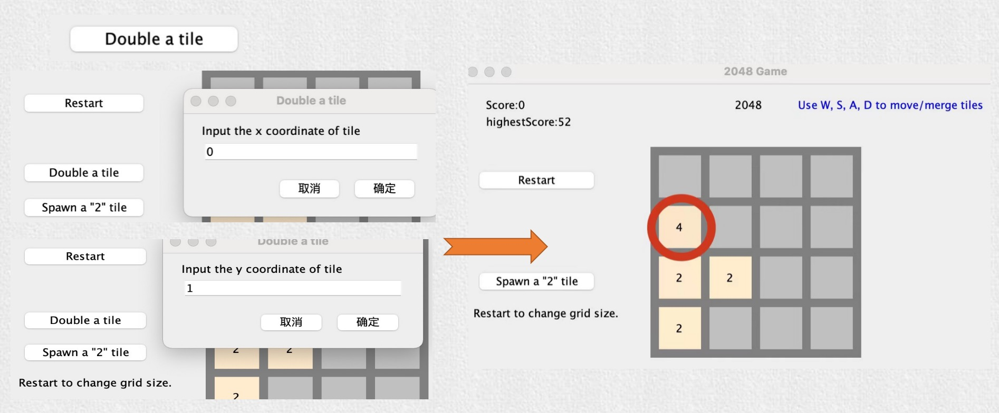 Double a tile
Restart
Double a tile
Spawn a "2" tile
Double a tile
Input the x coordinate of tile
0
取消
确定
Restart
Double a tile
Spawn a "2" tile
Restart to change grid size.
Double a tile
Input the y coordinate of tile
1
取消
确定
2 2
2
2048 Game
Score:0
highestScore:52
2048
Use W, S, A, D to move/merge tiles
Restart
Spawn a "2" tile
Restart to change grid size.
4
2 2
2